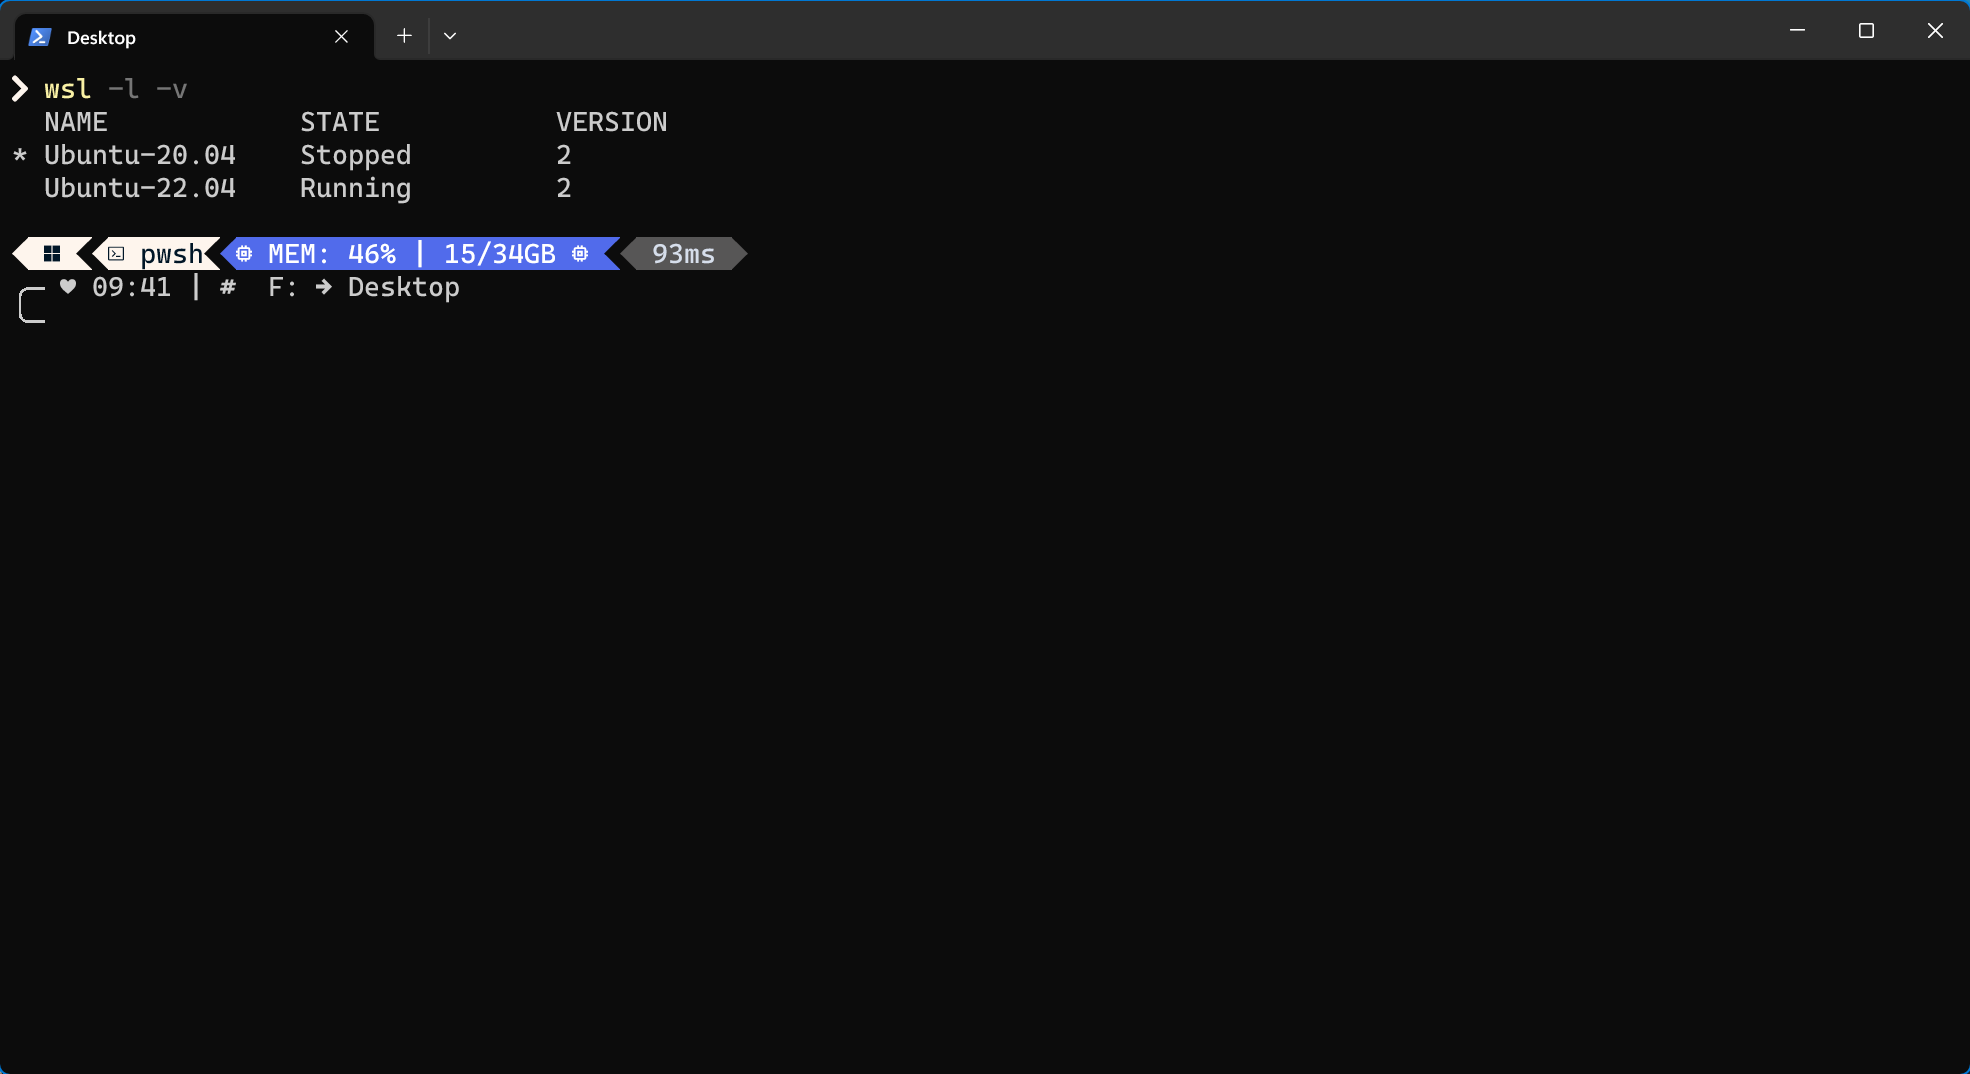 Desktop
❯ wsl -l -v
NAME STATE VERSION
* Ubuntu-20.04 Stopped 2
Ubuntu-22.04 Running 2
pwsh MEM: 46% | 15/34GB 93ms
♥ 09:41 | # F: → Desktop